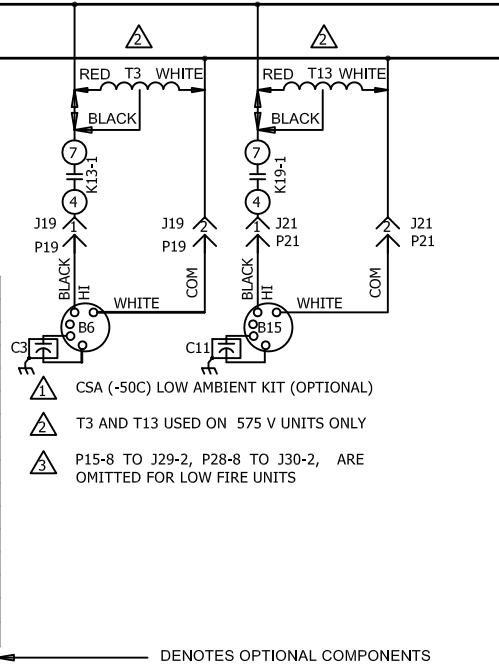 2 2
RED T3 WHITE RED T13 WHITE
BLACK BLACK
7 7
K13-1 K19-1
4 4
J19 1 J19 2 J21 1 2 J21
P19 P19 P21 P21
BLACK HI COM BLACK HI COM
WHITE WHITE
B6 B15
C3 C11
1 CSA (-50C) LOW AMBIENT KIT (OPTIONAL)
2 T3 AND T13 USED ON 575 V UNITS ONLY
3 P15-8 TO J29-2, P28-8 TO J30-2, ARE
OMITTED FOR LOW FIRE UNITS
DENOTES OPTIONAL COMPONENTS